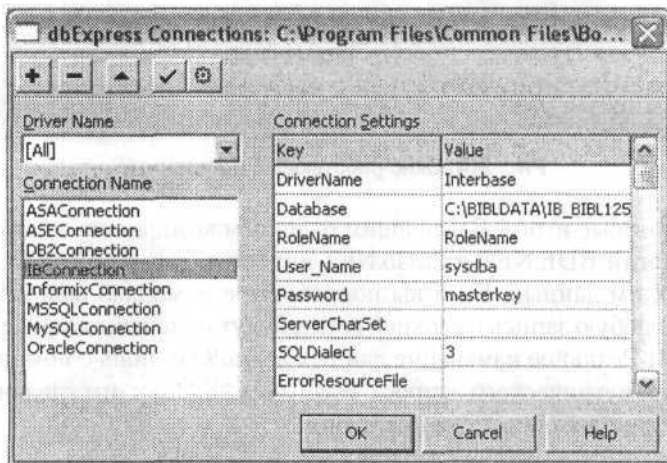 dbExpress Connections: C:\Program Files\Common Files\Bo...
Driver Name
[All]
Connection Name
ASAConnection
ASEConnection
DB2Connection
IBConnection
InformixConnection
MSSQLConnection
MySQLConnection
OracleConnection
Connection Settings
Key Value
DriverName Interbase
Database C:\BIBLDATA\IB_BIBL125
RoleName RoleName
User_Name sysdba
Password masterkey
ServerCharSet
SQLDialect 3
ErrorResourceFile
OK Cancel Help